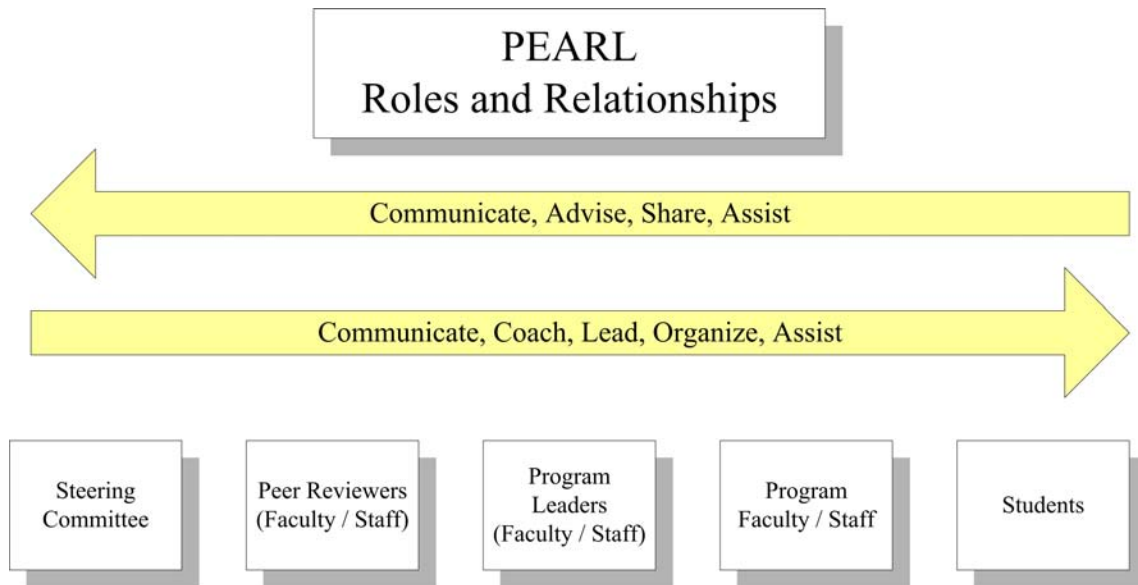 PEARL
Roles and Relationships
Communicate, Advise, Share, Assist
Communicate, Coach, Lead, Organize, Assist
Steering
Committee
Peer Reviewers
(Faculty / Staff)
Program
Leaders
(Faculty / Staff)
Program
Faculty / Staff
Students